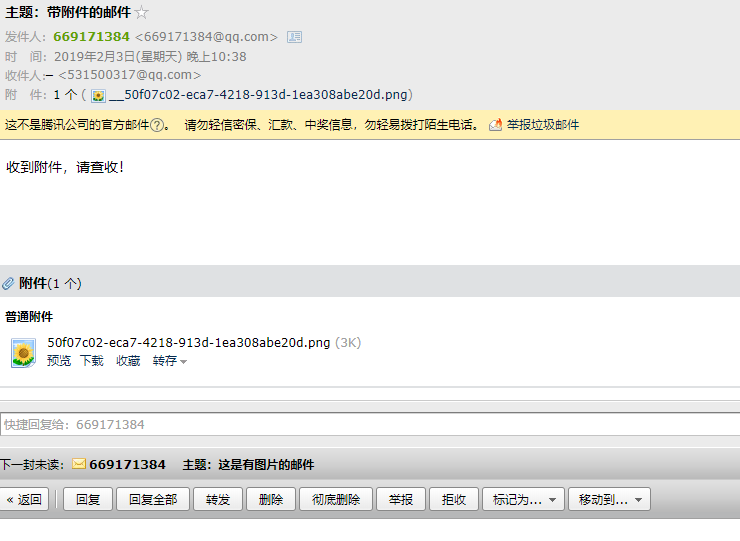 主题：带附件的邮件
发件人：669171384 <669171384@qq.com>
时 间：2019年2月3日(星期天) 晚上10:38
收件人：– <531500317@qq.com>
附 件：1 个 ( __50f07c02-eca7-4218-913d-1ea308abe20d.png)
这不是腾讯公司的官方邮件?。 请勿轻信密保、汇款、中奖信息，勿轻易拨打陌生电话。 举报垃圾邮件
收到附件，请查收！
附件(1 个)
普通附件
50f07c02-eca7-4218-913d-1ea308abe20d.png (3K)
预览 下载 收藏 转存
快捷回复给：669171384
下一封未读：669171384 主题：这是有图片的邮件
« 返回 回复 回复全部 转发 删除 彻底删除 举报 拒收 标记为... 移动到...